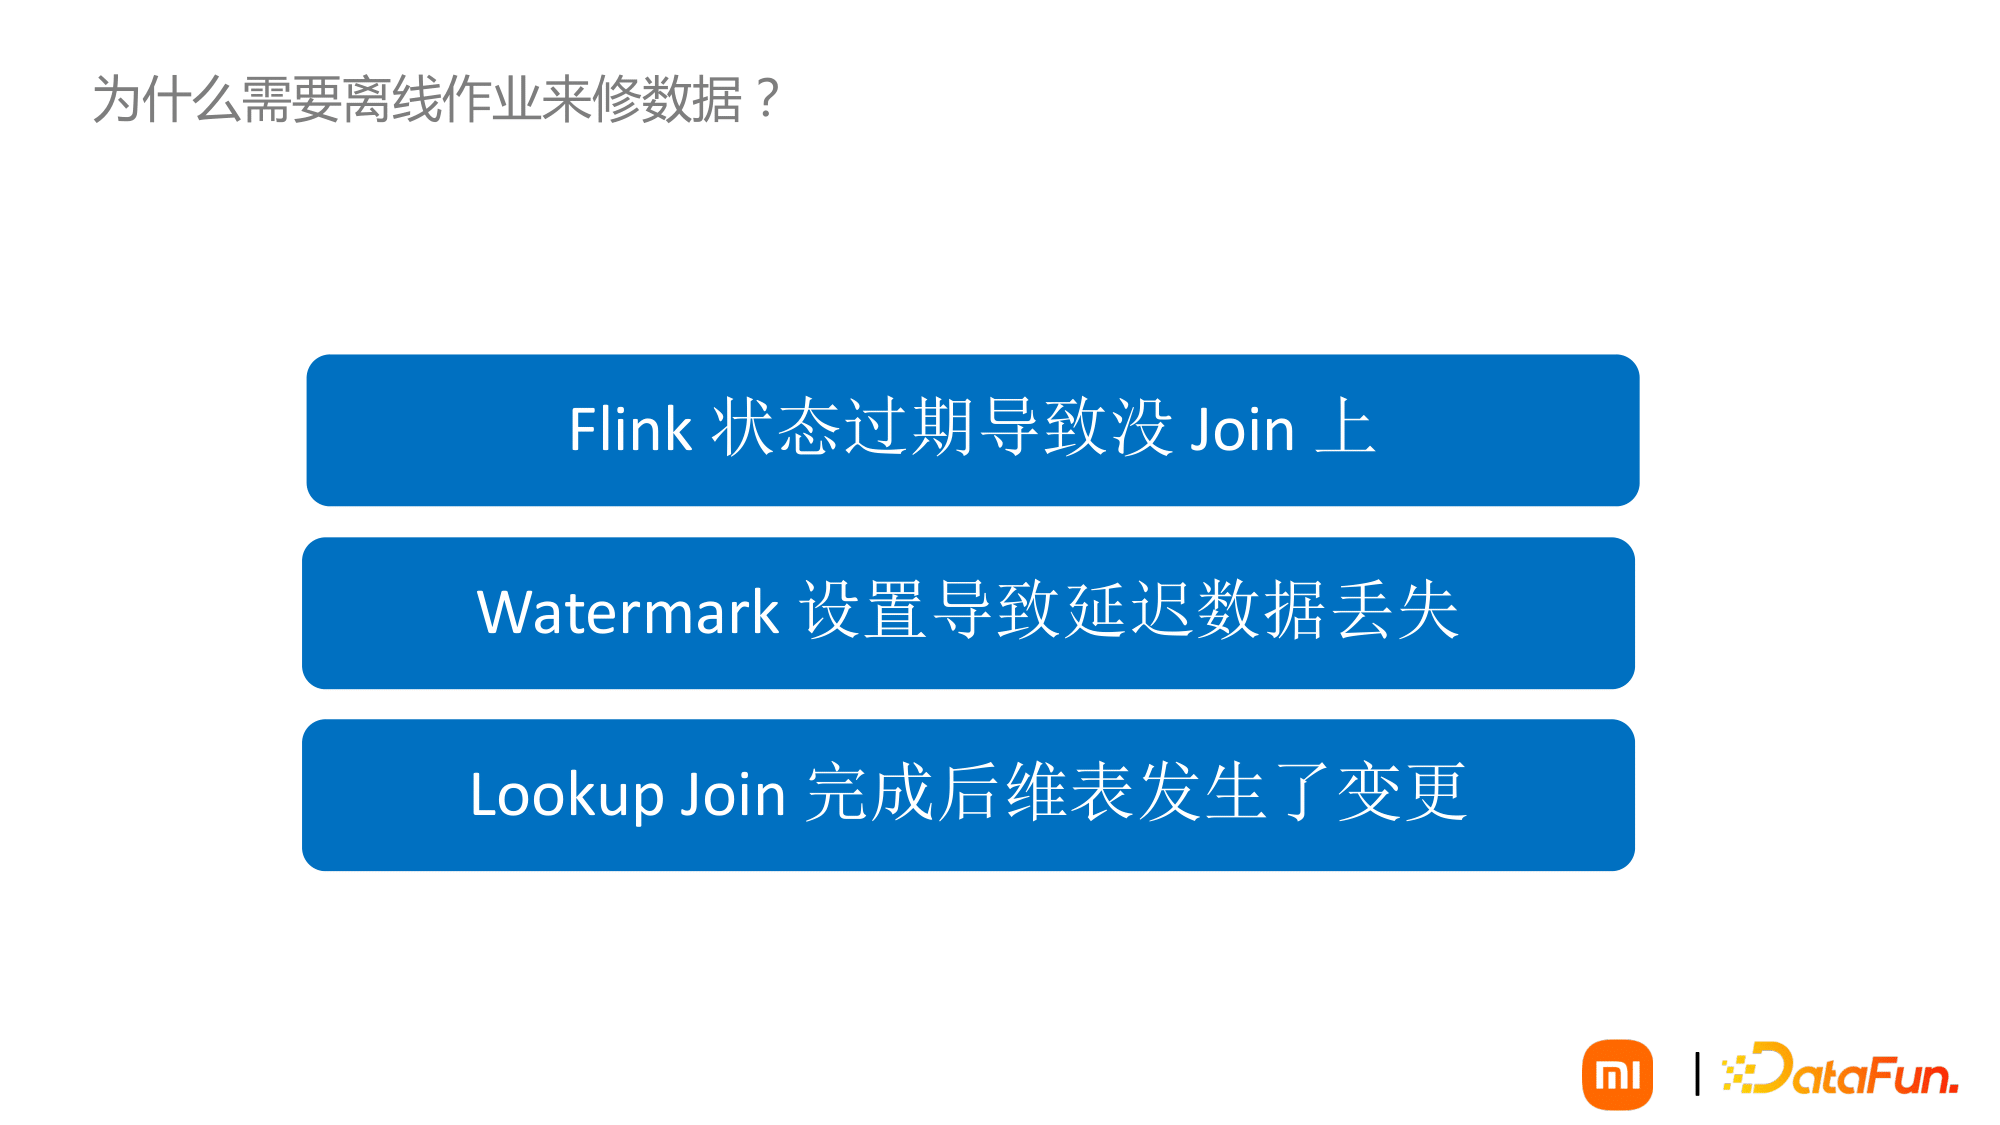 为什么需要离线作业来修数据？
Flink 状态过期导致没 Join 上
Watermark 设置导致延迟数据丢失
Lookup Join 完成后维表发生了变更
mi | DataFun.